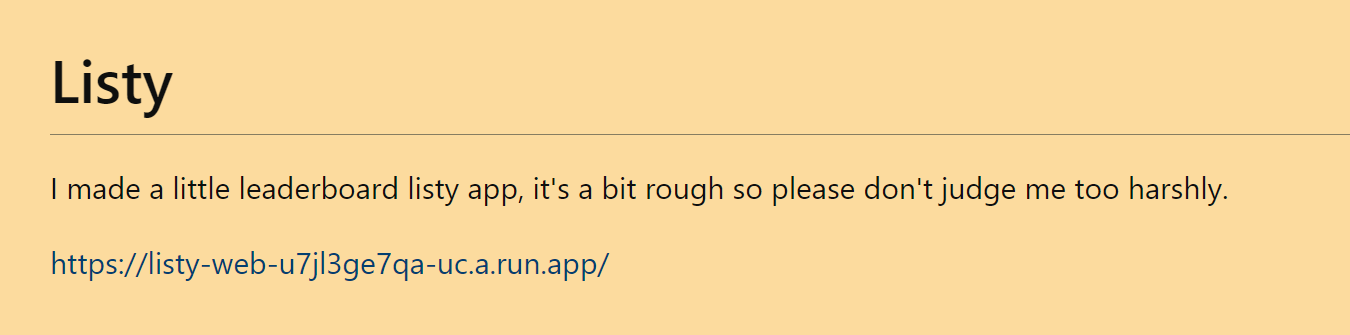 Listy
I made a little leaderboard listy app, it's a bit rough so please don't judge me too harshly.
https://listy-web-u7jl3ge7qa-uc.a.run.app/